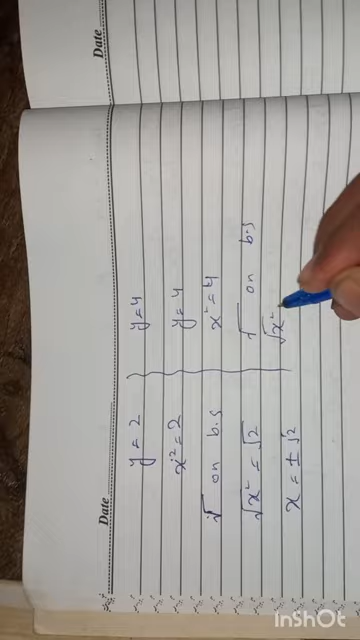 Date
Date
y = 2
x² = 2
√ on b.s
√x² = √2
x = ±√2
y = 4
y = 4
x² = 4
√ on b.s
√x²
InShOt